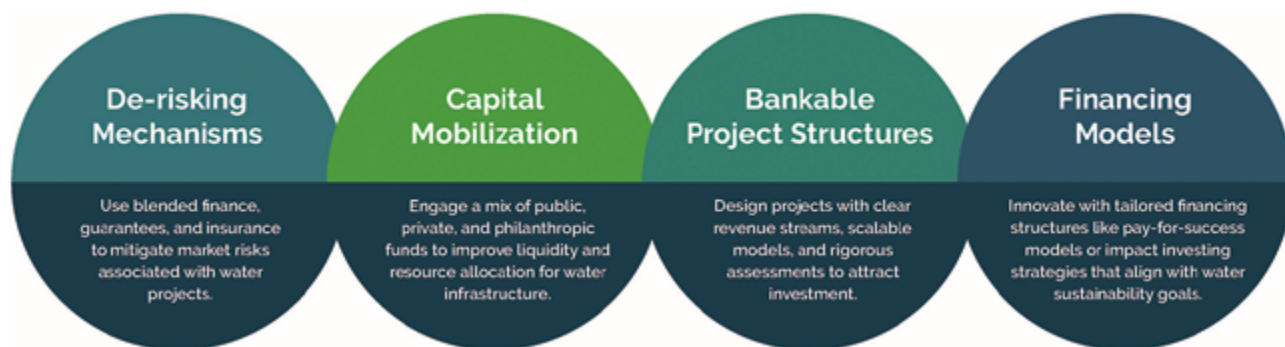 De-risking
Mechanisms
Use blended finance,
guarantees, and insurance
to mitigate market risks
associated with water
projects.
Capital
Mobilization
Engage a mix of public,
private, and philanthropic
funds to improve liquidity and
resource allocation for water
infrastructure.
Bankable
Project Structures
Design projects with clear
revenue streams, scalable
models, and rigorous
assessments to attract
investment.
Financing
Models
Innovate with tailored financing
structures like pay-for-success
models or impact investing
strategies that align with water
sustainability goals.